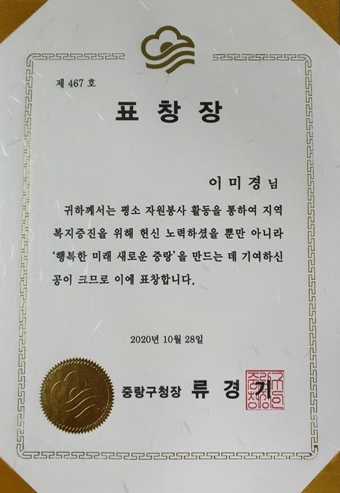 제 467 호
표 창 장
이 미 경 님
귀하께서는 평소 자원봉사 활동을 통하여 지역
복지증진을 위해 헌신 노력하셨을 뿐만 아니라
‘행복한 미래 새로운 중랑’을 만드는 데 기여하신
공이 크므로 이에 표창합니다.
2020년 10월 28일
중랑구청장 류 경 기